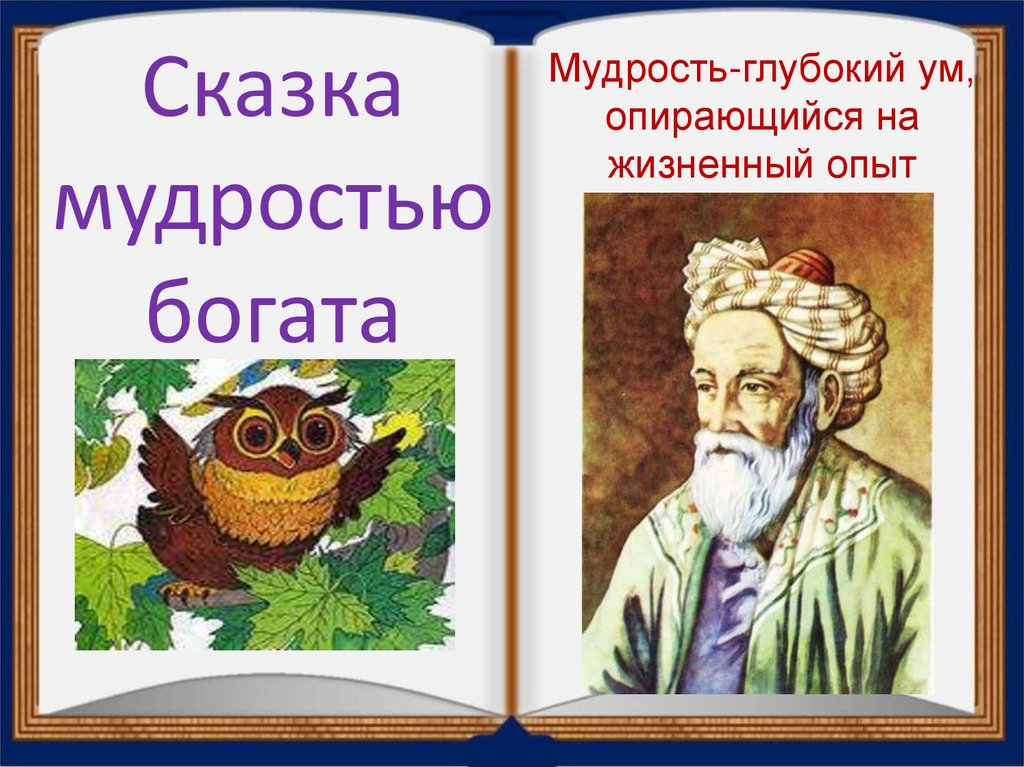 Сказка
мудростью
богата
Мудрость-глубокий ум,
опирающийся на
жизненный опыт